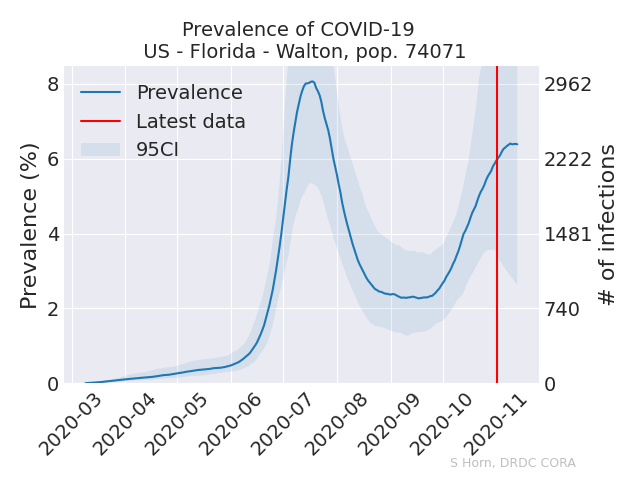 Prevalence of COVID-19
US - Florida - Walton, pop. 74071
Prevalence
Latest data
95CI
Prevalence (%)
8
6
4
2
0
2962
2222
1481
740
0
# of infections
2020-03
2020-04
2020-05
2020-06
2020-07
2020-08
2020-09
2020-10
2020-11
S Horn, DRDC CORA